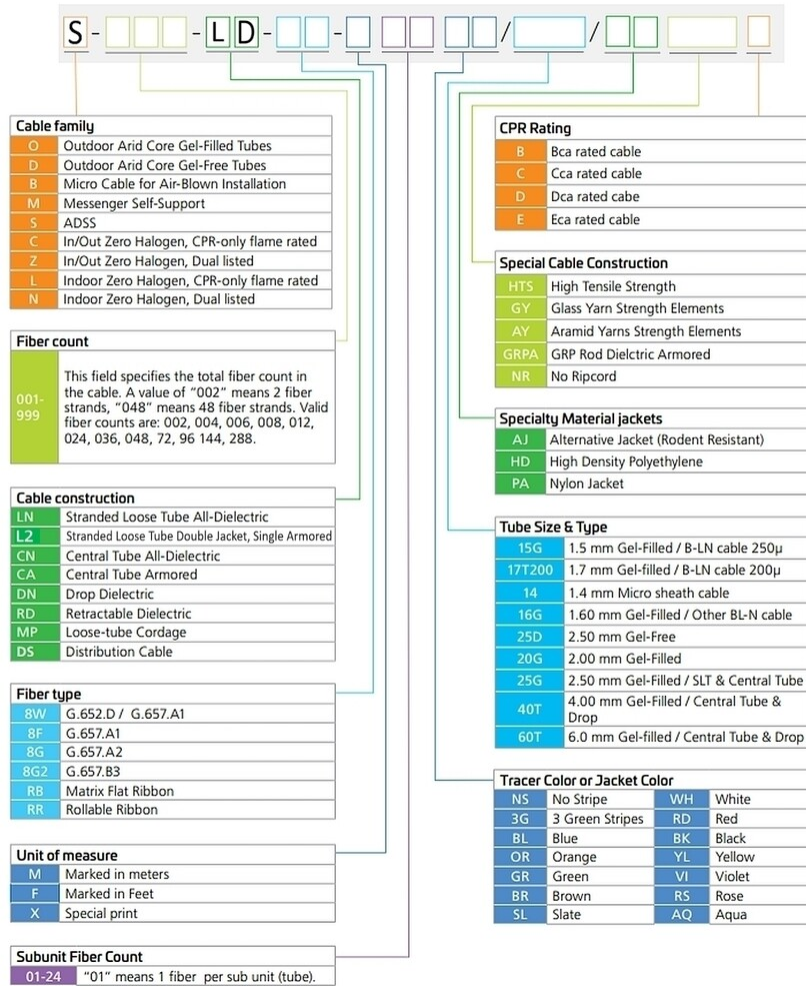 S - - L D - - / /
Cable family
O Outdoor Arid Core Gel-Filled Tubes
D Outdoor Arid Core Gel-Free Tubes
B Micro Cable for Air-Blown Installation
M Messenger Self-Support
S ADSS
C In/Out Zero Halogen, CPR-only flame rated
Z In/Out Zero Halogen, Dual listed
L Indoor Zero Halogen, CPR-only flame rated
N Indoor Zero Halogen, Dual listed
Fiber count
001-
999
This field specifies the total fiber count in
the cable. A value of "002" means 2 fiber
strands, "048" means 48 fiber strands. Valid
fiber counts are: 002, 004, 006, 008, 012,
024, 036, 048, 72, 96 144, 288.
Cable construction
LN Stranded Loose Tube All-Dielectric
L2 Stranded Loose Tube Double Jacket, Single Armored
CN Central Tube All-Dielectric
CA Central Tube Armored
DN Drop Dielectric
RD Retractable Dielectric
MP Loose-tube Cordage
DS Distribution Cable
Fiber type
8W G.652.D / G.657.A1
8F G.657.A1
8G G.657.A2
8G2 G.657.B3
RB Matrix Flat Ribbon
RR Rollable Ribbon
Unit of measure
M Marked in meters
F Marked in Feet
X Special print
Subunit Fiber Count
01-24 "01" means 1 fiber per sub unit (tube).
CPR Rating
B Bca rated cable
C Cca rated cable
D Dca rated cabe
E Eca rated cable
Special Cable Construction
HTS High Tensile Strength
GY Glass Yarn Strength Elements
AY Aramid Yarns Strength Elements
GRPA GRP Rod Dielctric Armored
NR No Ripcord
Specialty Material jackets
AJ Alternative Jacket (Rodent Resistant)
HD High Density Polyethylene
PA Nylon Jacket
Tube Size & Type
15G 1.5 mm Gel-Filled / B-LN cable 250µ
17T200 1.7 mm Gel-filled / B-LN cable 200µ
14 1.4 mm Micro sheath cable
16G 1.60 mm Gel-Filled / Other BL-N cable
25D 2.50 mm Gel-Free
20G 2.00 mm Gel-Filled
25G 2.50 mm Gel-Filled / SLT & Central Tube
40T 4.00 mm Gel-Filled / Central Tube &
Drop
60T 6.0 mm Gel-filled / Central Tube & Drop
Tracer Color or Jacket Color
NS No Stripe WH White
3G 3 Green Stripes RD Red
BL Blue BK Black
OR Orange YL Yellow
GR Green VI Violet
BR Brown RS Rose
SL Slate AQ Aqua